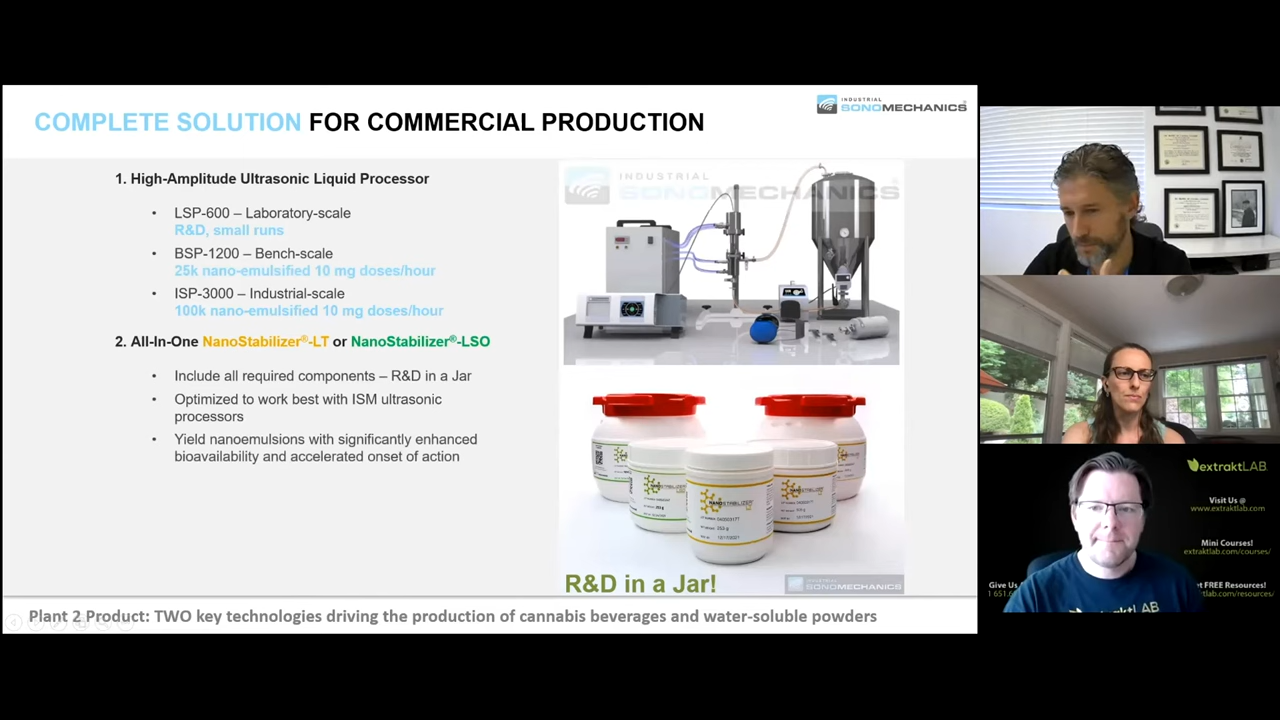 COMPLETE SOLUTION FOR COMMERCIAL PRODUCTION
INDUSTRIAL
SONOMECHANICS®
1. High-Amplitude Ultrasonic Liquid Processor
• LSP-600 – Laboratory-scale
R&D, small runs
• BSP-1200 – Bench-scale
25k nano-emulsified 10 mg doses/hour
• ISP-3000 – Industrial-scale
100k nano-emulsified 10 mg doses/hour
2. All-In-One NanoStabilizer®-LT or NanoStabilizer®-LSO
• Include all required components – R&D in a Jar
• Optimized to work best with ISM ultrasonic
processors
• Yield nanoemulsions with significantly enhanced
bioavailability and accelerated onset of action
INDUSTRIAL
SONOMECHANICS
NANOSTABILIZER
R&D in a Jar!
INDUSTRIAL
SONOMECHANICS
Plant 2 Product: TWO key technologies driving the production of cannabis beverages and water-soluble powders
extraktLAB
Visit Us @
www.extraktlab.com
Mini Courses!
extraktlab.com/courses/
Give Us
et FREE Resources!
1 651.6
tlab.com/resources/